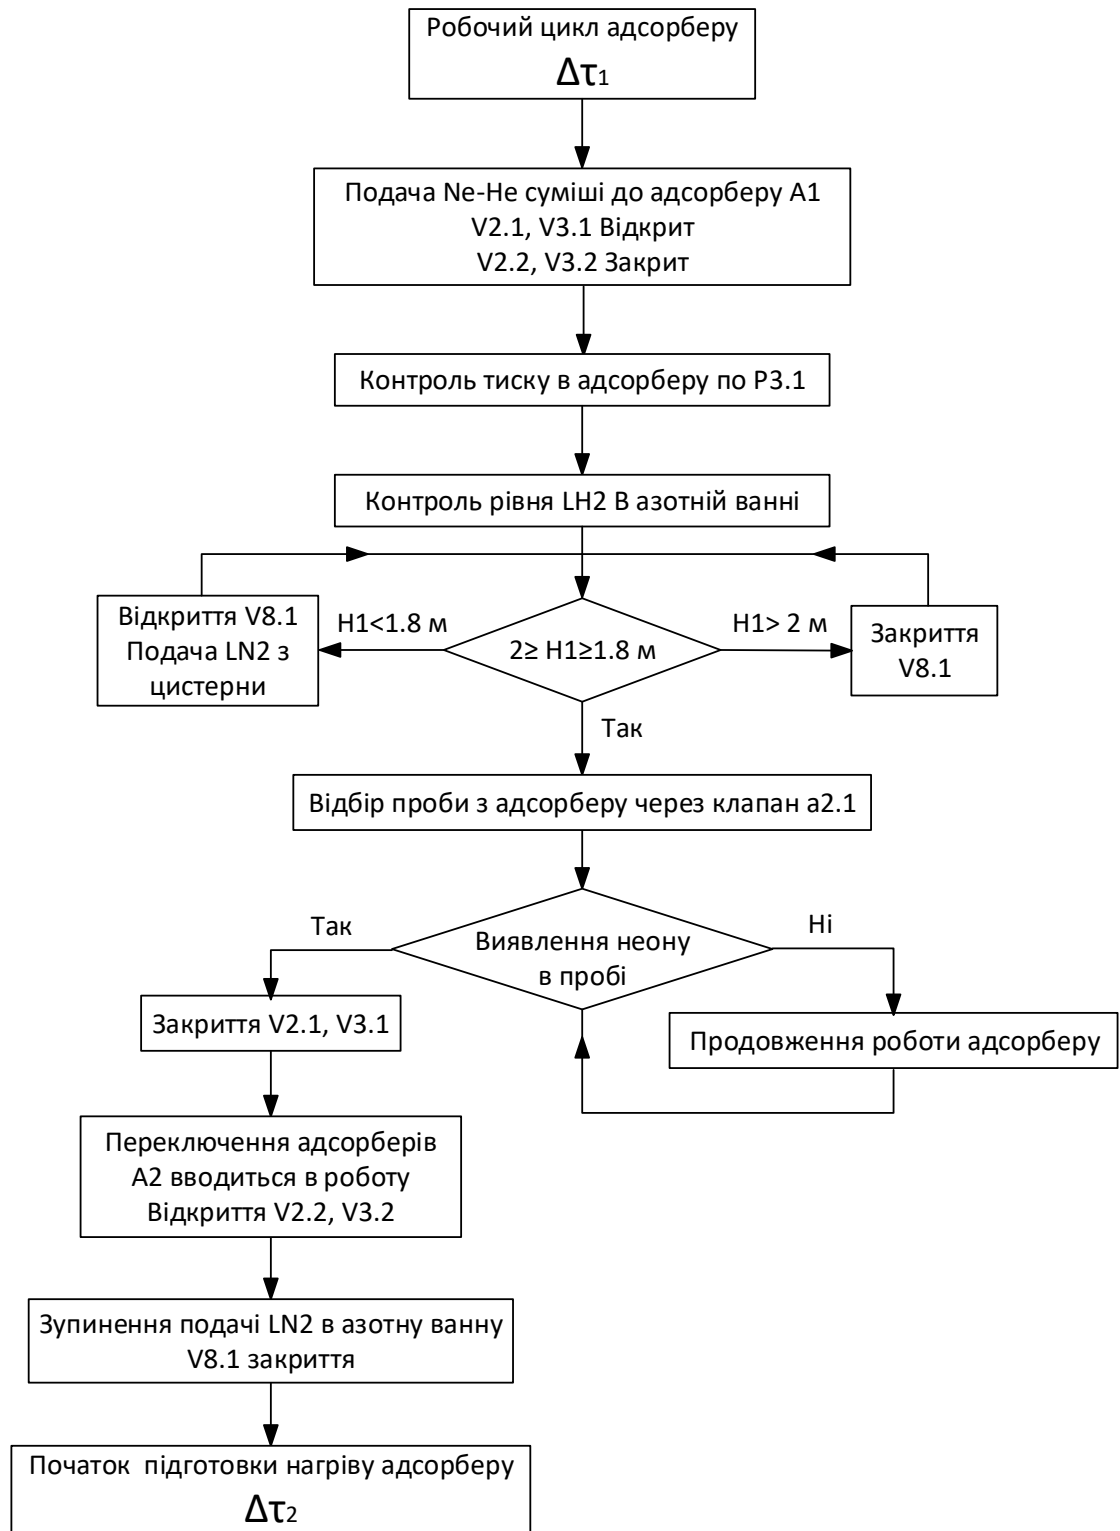 Робочий цикл адсорберу
Δτ1
Подача Ne-He суміші до адсорберу A1
V2.1, V3.1 Відкрит
V2.2, V3.2 Закрит
Контроль тиску в адсорберу по P3.1
Контроль рівня LH2 В азотній ванні
Відкриття V8.1
Подача LN2 з
цистерни
H1<1.8 м
2≥ H1≥1.8 м
H1> 2 м
Закриття
V8.1
Так
Відбір проби з адсорберу через клапан а2.1
Так
Виявлення неону
в пробі
Ні
Закриття V2.1, V3.1
Продовження роботи адсорберу
Переключення адсорберів
A2 вводиться в роботу
Відкриття V2.2, V3.2
Зупинення подачі LN2 в азотну ванну
V8.1 закриття
Початок  підготовки нагріву адсорберу
Δτ2